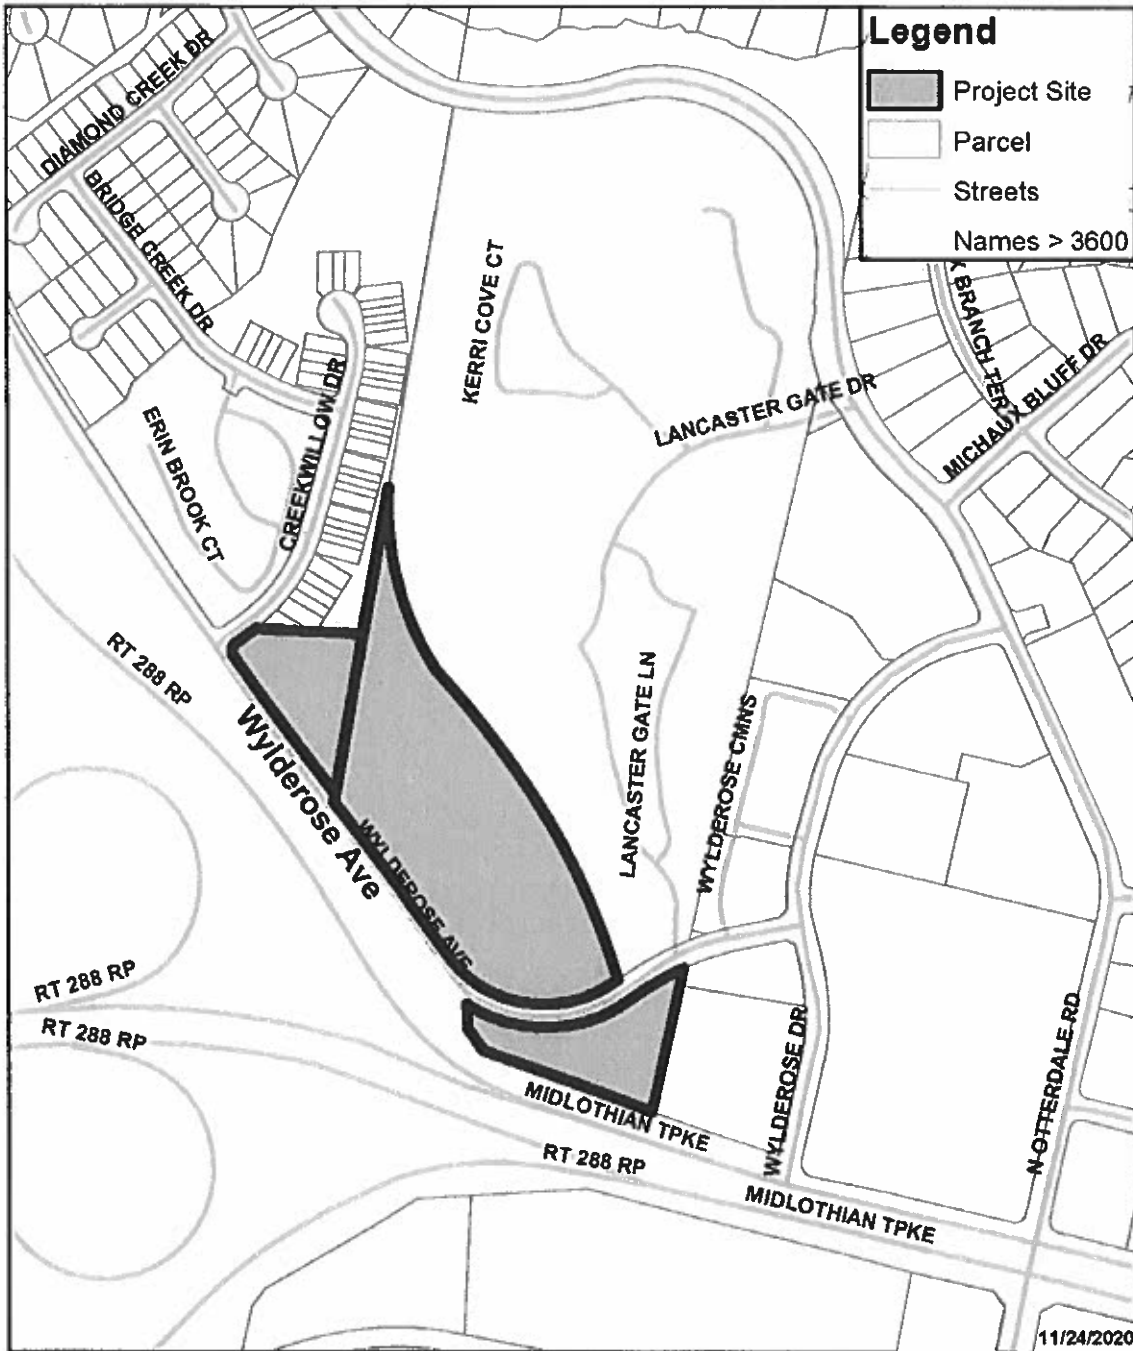 Legend
Project Site
Parcel
Streets
Names > 3600
DIAMOND CREEK DR
BRIDGE CREEK DR
KERRI COVE CT
BRANCH TER
MICHAUX BLUFF DR
LANCASTER GATE DR
ERIN BROOK CT
CREEKWILLOW DR
RT 288 RP
Wylderose Ave
WYLDEROSE AVE
LANCASTER GATE LN
WYLDEROSE CMNS
RT 288 RP
RT 288 RP
MIDLOTHIAN TPKE
RT 288 RP
WYLDEROSE DR
N OTTERDALE RD
MIDLOTHIAN TPKE
11/24/2020